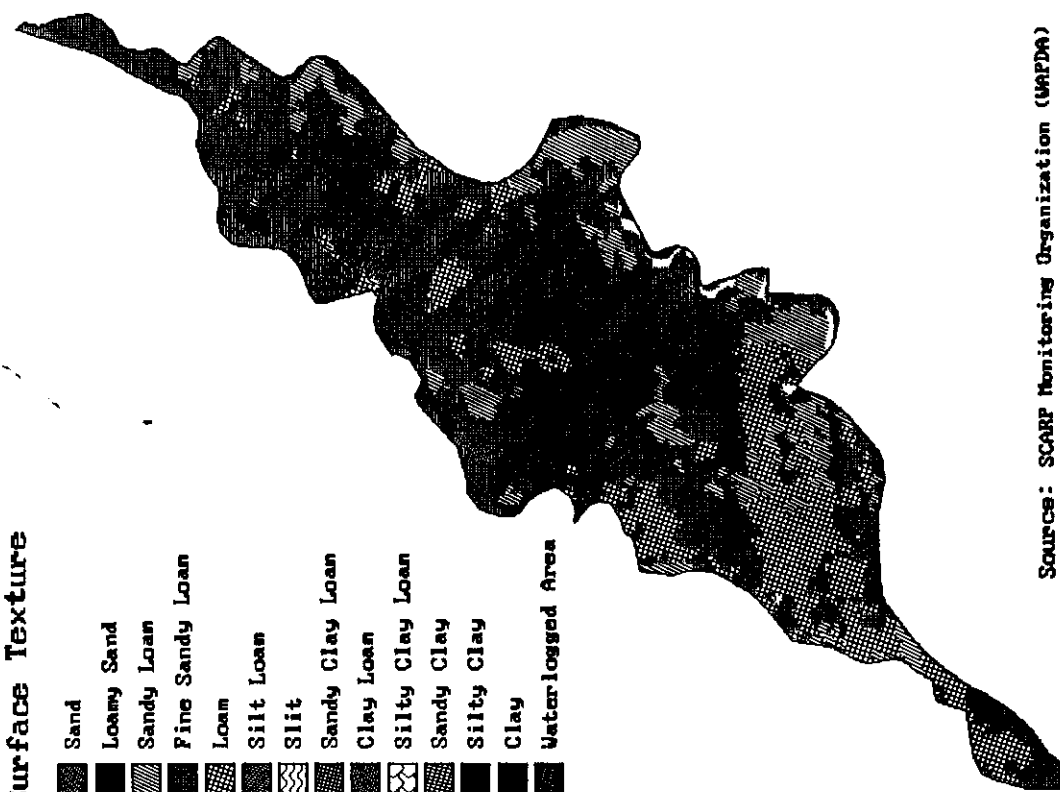 urface Texture
Sand
Loamy Sand
Sandy Loam
Fine Sandy Loam
Loam
Silt Loam
Slit
Sandy Clay Loam
Clay Loam
Silty Clay Loam
Sandy Clay
Silty Clay
Clay
Waterlogged Area
Source: SCARP Monitoring Organization (WAPDA)